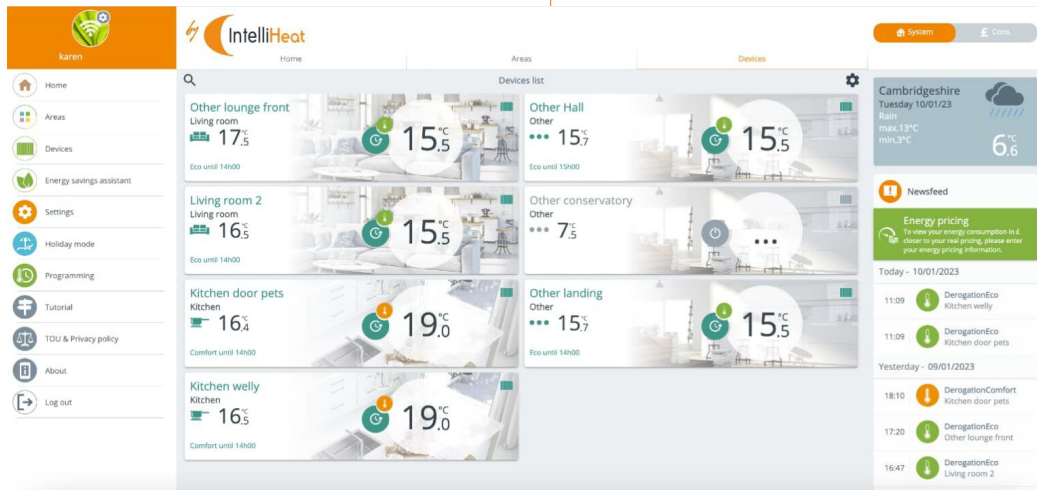 karen
Home
Areas
Devices
Energy savings assistant
Settings
Holiday mode
Programming
Tutorial
TOU & Privacy policy
About
Log out
by IntelliHeat
Home Areas Devices
Devices list
Other lounge front
Living room
17.5°C
15.5°C
Eco until 14h00
Other Hall
Other
15.7°C
15.5°C
Eco until 15h00
Living room 2
Living room
16.5°C
15.5°C
Eco until 14h00
Other conservatory
Other
7.5°C
...
Kitchen door pets
Kitchen
16.4°C
19.0°C
Comfort until 14h00
Other landing
Other
15.7°C
15.5°C
Eco until 14h00
Kitchen welly
Kitchen
16.5°C
19.0°C
Comfort until 14h00
System £ Cons.
Cambridgeshire
Tuesday 10/01/23
Rain
max.13°C
min.3°C
6.6°C
Newsfeed
Energy pricing
To view your energy consumption in £
closer to your real pricing, please enter
your energy pricing information.
Today - 10/01/2023
11:09 DerogationEco
Kitchen welly
11:09 DerogationEco
Kitchen door pets
Yesterday - 09/01/2023
18:10 DerogationComfort
Kitchen door pets
17:20 DerogationEco
Other lounge front
16:47 DerogationEco
Living room 2